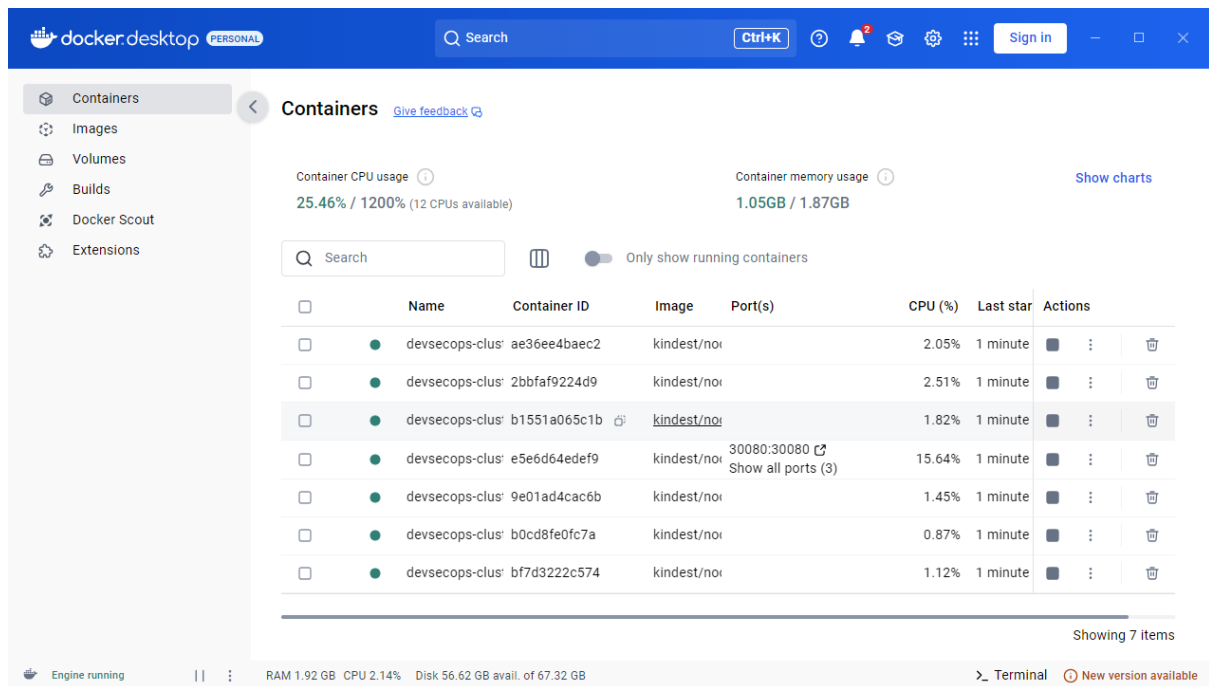 docker.desktop PERSONAL
Search
Ctrl+K
2
Sign in
Containers
Images
Volumes
Builds
Docker Scout
Extensions
Containers Give feedback
Container CPU usage
25.46% / 1200% (12 CPUs available)
Container memory usage
1.05GB / 1.87GB
Show charts
Search
Only show running containers
Name Container ID Image Port(s) CPU (%) Last star Actions
devsecops-clus ae36ee4baec2 kindest/no 2.05% 1 minute
devsecops-clus 2bbfaf9224d9 kindest/no 2.51% 1 minute
devsecops-clus b1551a065c1b kindest/no 1.82% 1 minute
devsecops-clus e5e6d64edef9 kindest/no 30080:30080 15.64% 1 minute
Show all ports (3)
devsecops-clus 9e01ad4cac6b kindest/no 1.45% 1 minute
devsecops-clus b0cd8fe0fc7a kindest/no 0.87% 1 minute
devsecops-clus bf7d3222c574 kindest/no 1.12% 1 minute
Showing 7 items
Engine running
RAM 1.92 GB CPU 2.14% Disk 56.62 GB avail. of 67.32 GB
>_ Terminal
New version available